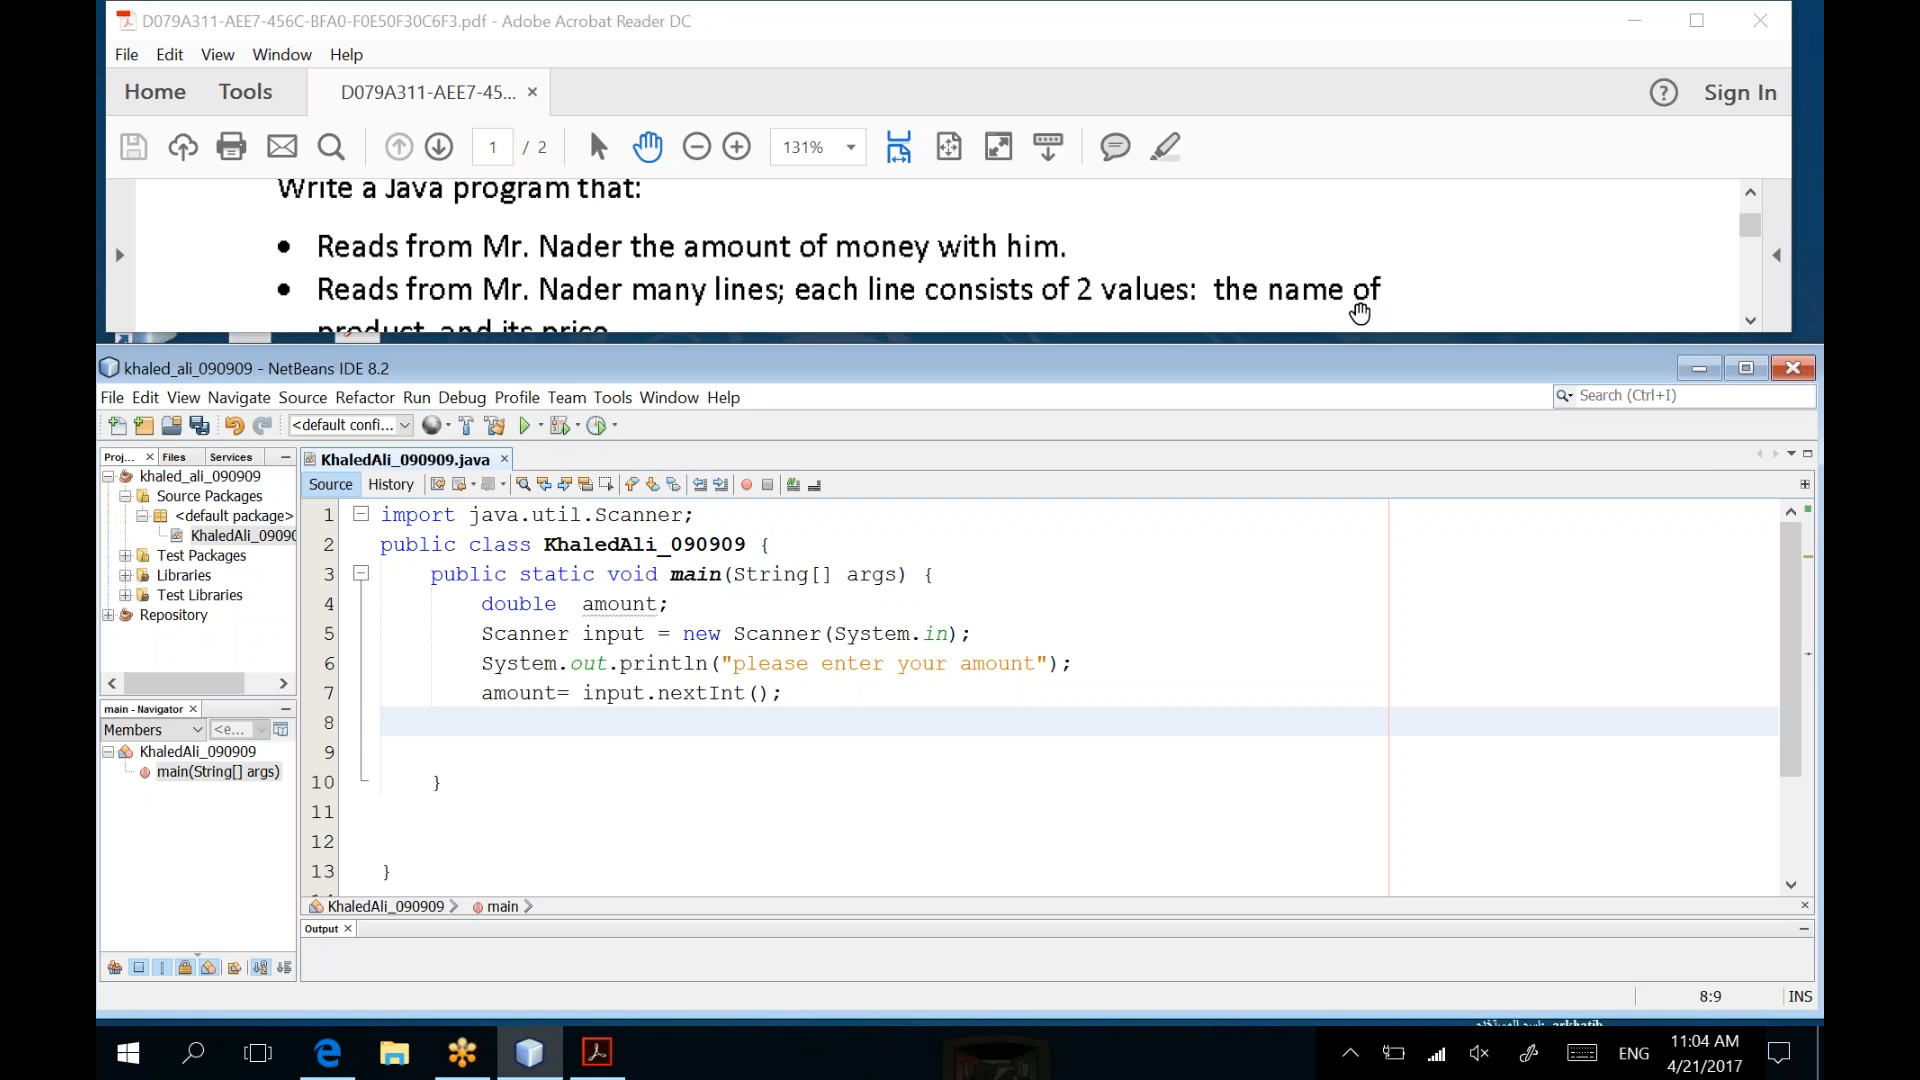 D079A311-AEE7-456C-BFA0-F0E50F30C6F3.pdf - Adobe Acrobat Reader DC
File Edit View Window Help
Home Tools D079A311-AEE7-45... × ? Sign In
1 / 2 131%
Write a Java program that:
• Reads from Mr. Nader the amount of money with him.
• Reads from Mr. Nader many lines; each line consists of 2 values: the name of
product, and its price
khaled_ali_090909 - NetBeans IDE 8.2
File Edit View Navigate Source Refactor Run Debug Profile Team Tools Window Help Search (Ctrl+I)
<default confi...
Proj... × Files Services KhaledAli_090909.java ×
khaled_ali_090909
Source Packages
<default package>
KhaledAli_09090
Test Packages
Libraries
Test Libraries
Repository
main - Navigator ×
Members <e...
KhaledAli_090909
main(String[] args)
Source History
1 import java.util.Scanner;
2 public class KhaledAli_090909 {
3 public static void main(String[] args) {
4 double amount;
5 Scanner input = new Scanner(System.in);
6 System.out.println("please enter your amount");
7 amount= input.nextInt();
8
9
10 }
11
12
13 }
KhaledAli_090909 main
Output ×
8:9 INS
ENG 11:04 AM
4/21/2017